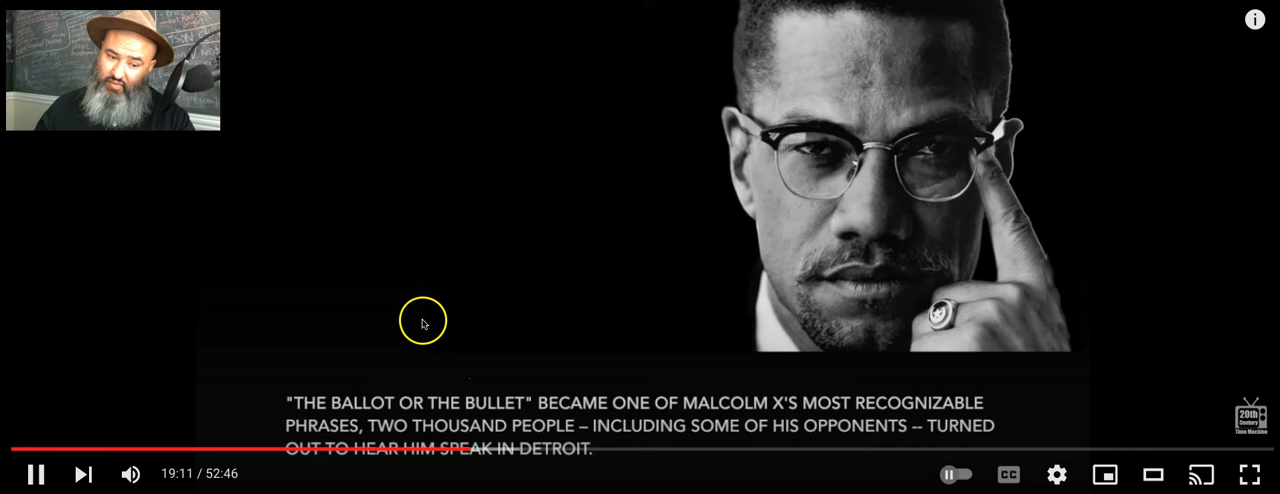 "THE BALLOT OR THE BULLET" BECAME ONE OF MALCOLM X'S MOST RECOGNIZABLE
PHRASES, TWO THOUSAND PEOPLE – INCLUDING SOME OF HIS OPPONENTS -- TURNED
OUT TO HEAR HIM SPEAK IN DETROIT.
20th
Century
Time Machine
19:11 / 52:46
CC